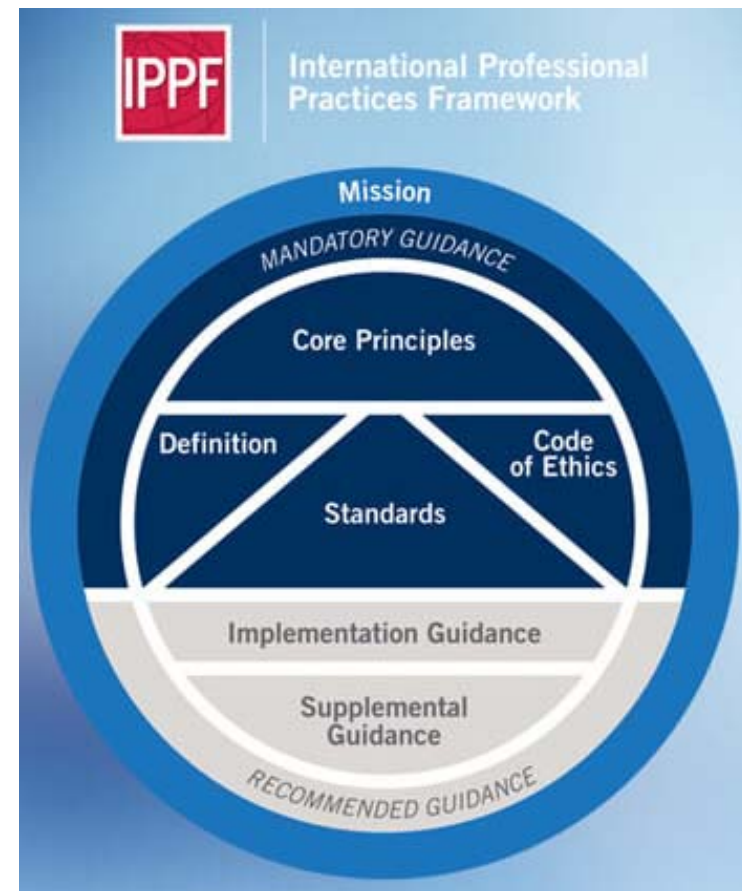 IPPF
International Professional
Practices Framework
Mission
MANDATORY GUIDANCE
Core Principles
Definition
Code
of Ethics
Standards
Implementation Guidance
Supplemental
Guidance
RECOMMENDED GUIDANCE